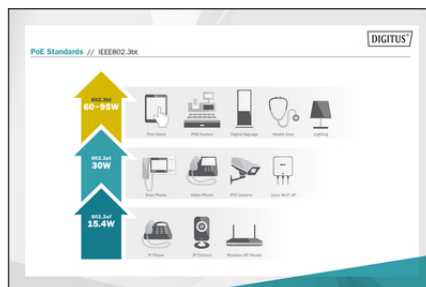 DIGITUS®
PoE Standards // IEEE802.3bt
802.3bt
60-95W
Thin Client
POS System
Digital Signage
Health Care
Lighting
802.3at
30W
Door Phone
Video Phone
PTZ Camera
11ac Wi-Fi AP
802.3af
15.4W
IP Phone
IP Camera
Wireless AP/Router